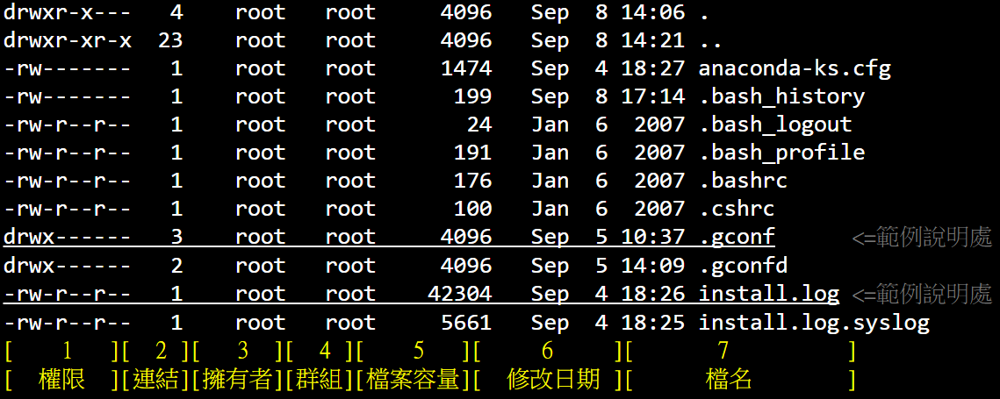 drwxr-x---   4    root   root     4096   Sep  8 14:06 .
drwxr-xr-x  23    root   root     4096   Sep  8 14:21 ..
-rw-------   1    root   root     1474   Sep  4 18:27 anaconda-ks.cfg
-rw-------   1    root   root      199   Sep  8 17:14 .bash_history
-rw-r--r--   1    root   root       24   Jan  6  2007 .bash_logout
-rw-r--r--   1    root   root      191   Jan  6  2007 .bash_profile
-rw-r--r--   1    root   root      176   Jan  6  2007 .bashrc
-rw-r--r--   1    root   root      100   Jan  6  2007 .cshrc
drwx------   3    root   root     4096   Sep  5 10:37 .gconf      <=範例說明處
drwx------   2    root   root     4096   Sep  5 14:09 .gconfd
-rw-r--r--   1    root   root    42304   Sep  4 18:26 install.log <=範例說明處
-rw-r--r--   1    root   root     5661   Sep  4 18:25 install.log.syslog
[    1   ][  2 ][   3  ][  4 ][    5    ][     6      ][       7          ]
[  權限  ][連結][擁有者][群組][檔案容量][  修改日期 ][      檔名        ]